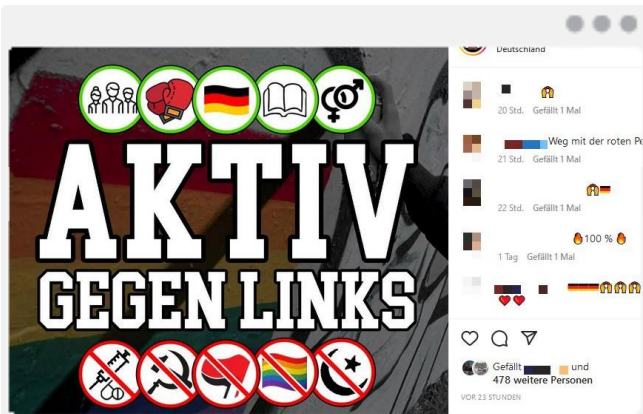 AKTIV
GEGEN LINKS
Deutschland
20 Std. Gefällt 1 Mal
Weg mit der roten
21 Std. Gefällt 1 Mal
22 Std. Gefällt 1 Mal
100 %
1 Tag Gefällt 1 Mal
Gefällt und
478 weitere Personen
VOR 23 STUNDEN